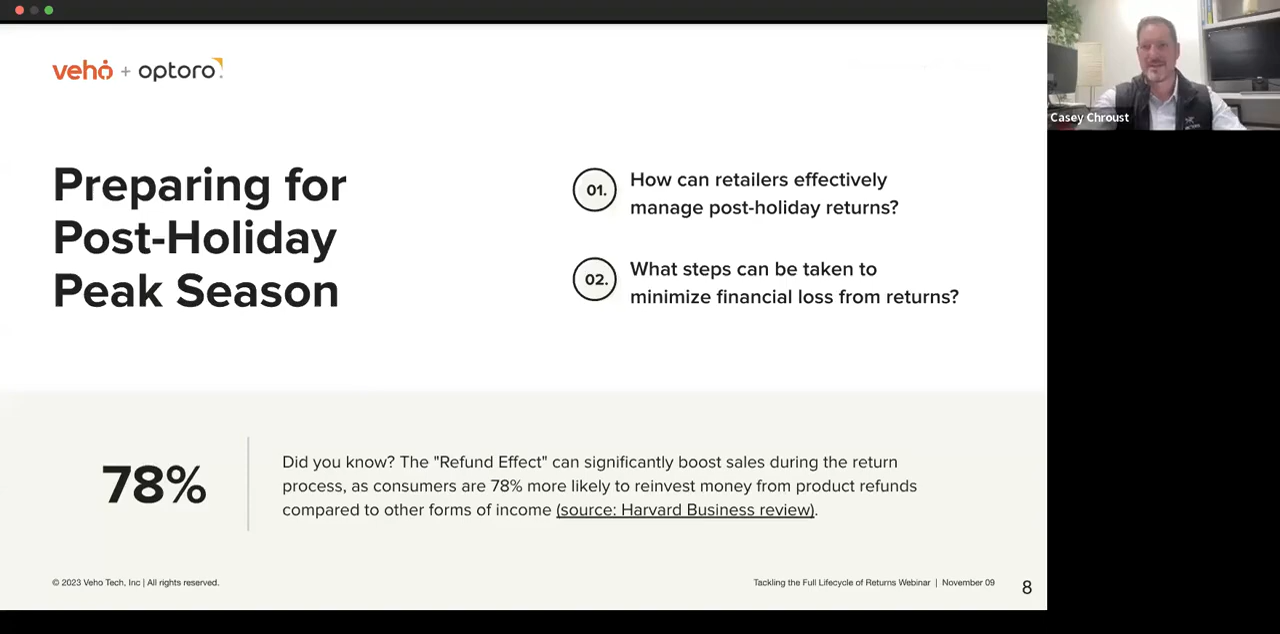 veho + optoro
Preparing for
Post-Holiday
Peak Season
01.
How can retailers effectively
manage post-holiday returns?
02.
What steps can be taken to
minimize financial loss from returns?
78%
Did you know? The "Refund Effect" can significantly boost sales during the return
process, as consumers are 78% more likely to reinvest money from product refunds
compared to other forms of income (source: Harvard Business review).
© 2023 Veho Tech, Inc | All rights reserved.
Tackling the Full Lifecycle of Returns Webinar | November 09
8
Casey Chroust